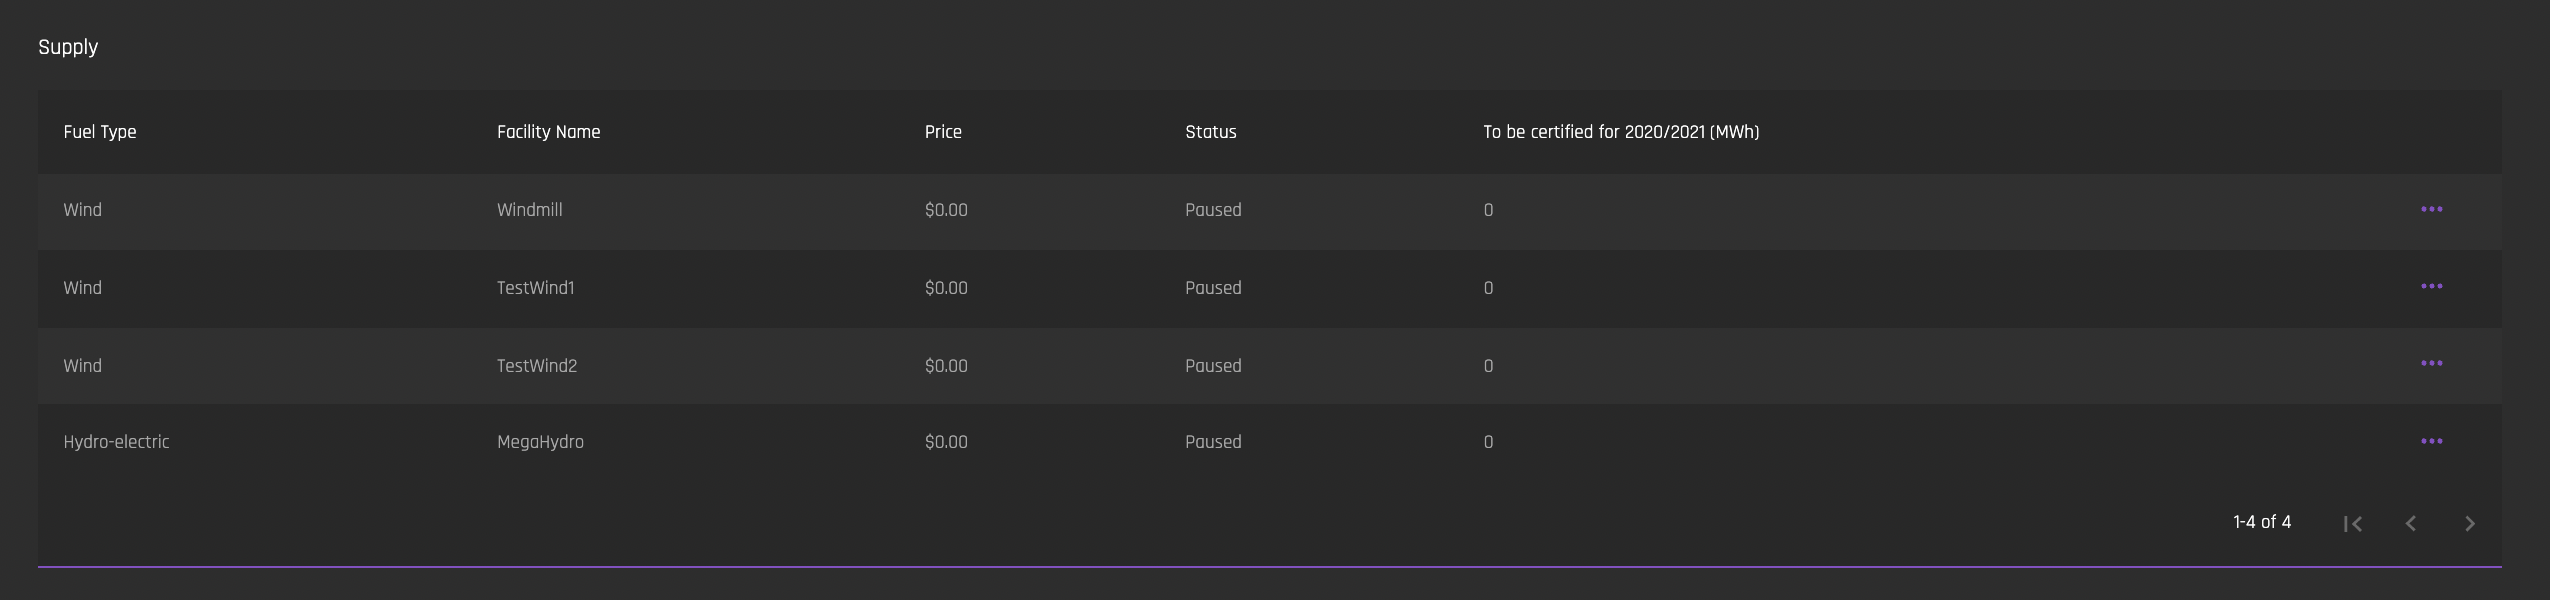 Supply
Fuel Type Facility Name Price Status To be certified for 2020/2021 (MWh)
Wind Windmill $0.00 Paused 0
Wind TestWind1 $0.00 Paused 0
Wind TestWind2 $0.00 Paused 0
Hydro-electric MegaHydro $0.00 Paused 0
1-4 of 4